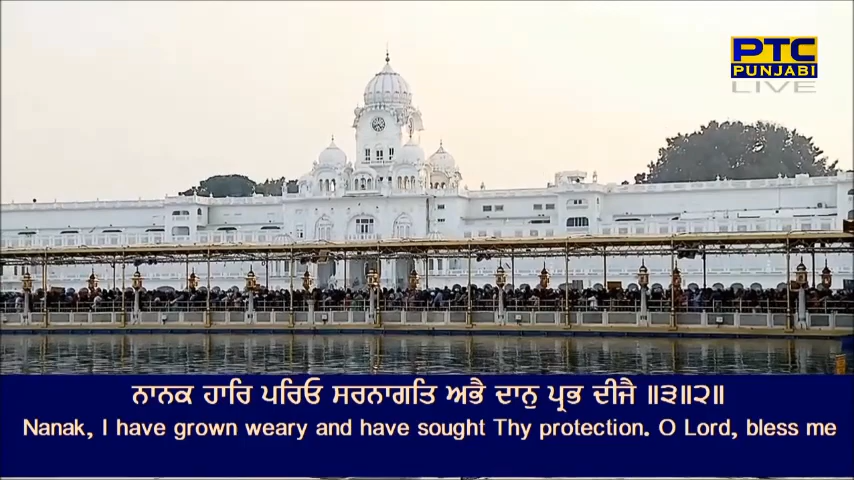 PTC
PUNJABI
LIVE
ਨਾਨਕ ਹਾਰਿ ਪਰਿਓ ਸਰਨਾਗਤਿ ਅਭੈ ਦਾਨੁ ਪ੍ਰਭ ਦੀਜੈ ॥੩॥੨॥
Nanak, I have grown weary and have sought Thy protection. O Lord, bless me